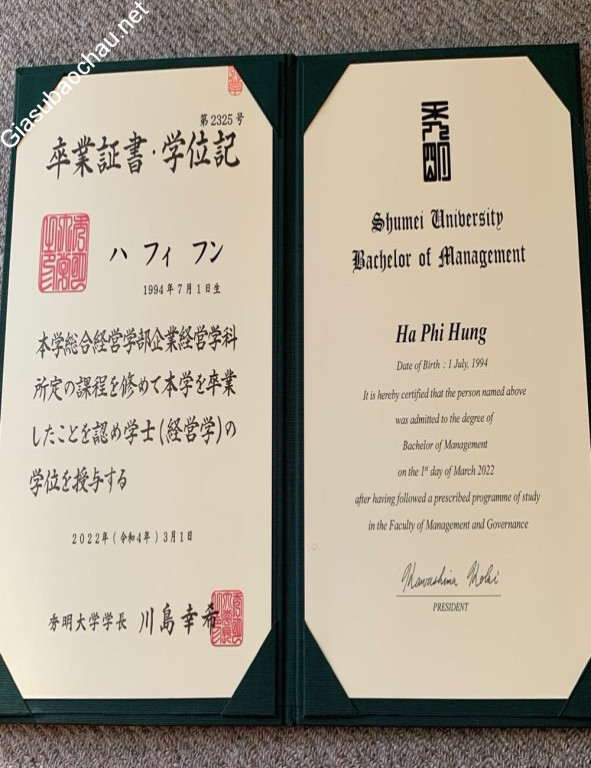 Giasubaochau.net
第2325号
卒業証書・学位記
ハ フィ フン
1994年7月1日生
本学総合経営学部企業経営学科
所定の課程を修めて本学を卒業
したことを認め学士(経営学)の
学位を授与する
2022年(令和4年)3月1日
秀明大学学長 川島幸希
秀明
Shumei University
Bachelor of Management
Ha Phi Hung
Date of Birth : 1 July, 1994
It is hereby certified that the person named above
was admitted to the degree of
Bachelor of Management
on the 1st day of March 2022
after having followed a prescribed programme of study
in the Faculty of Management and Governance
PRESIDENT